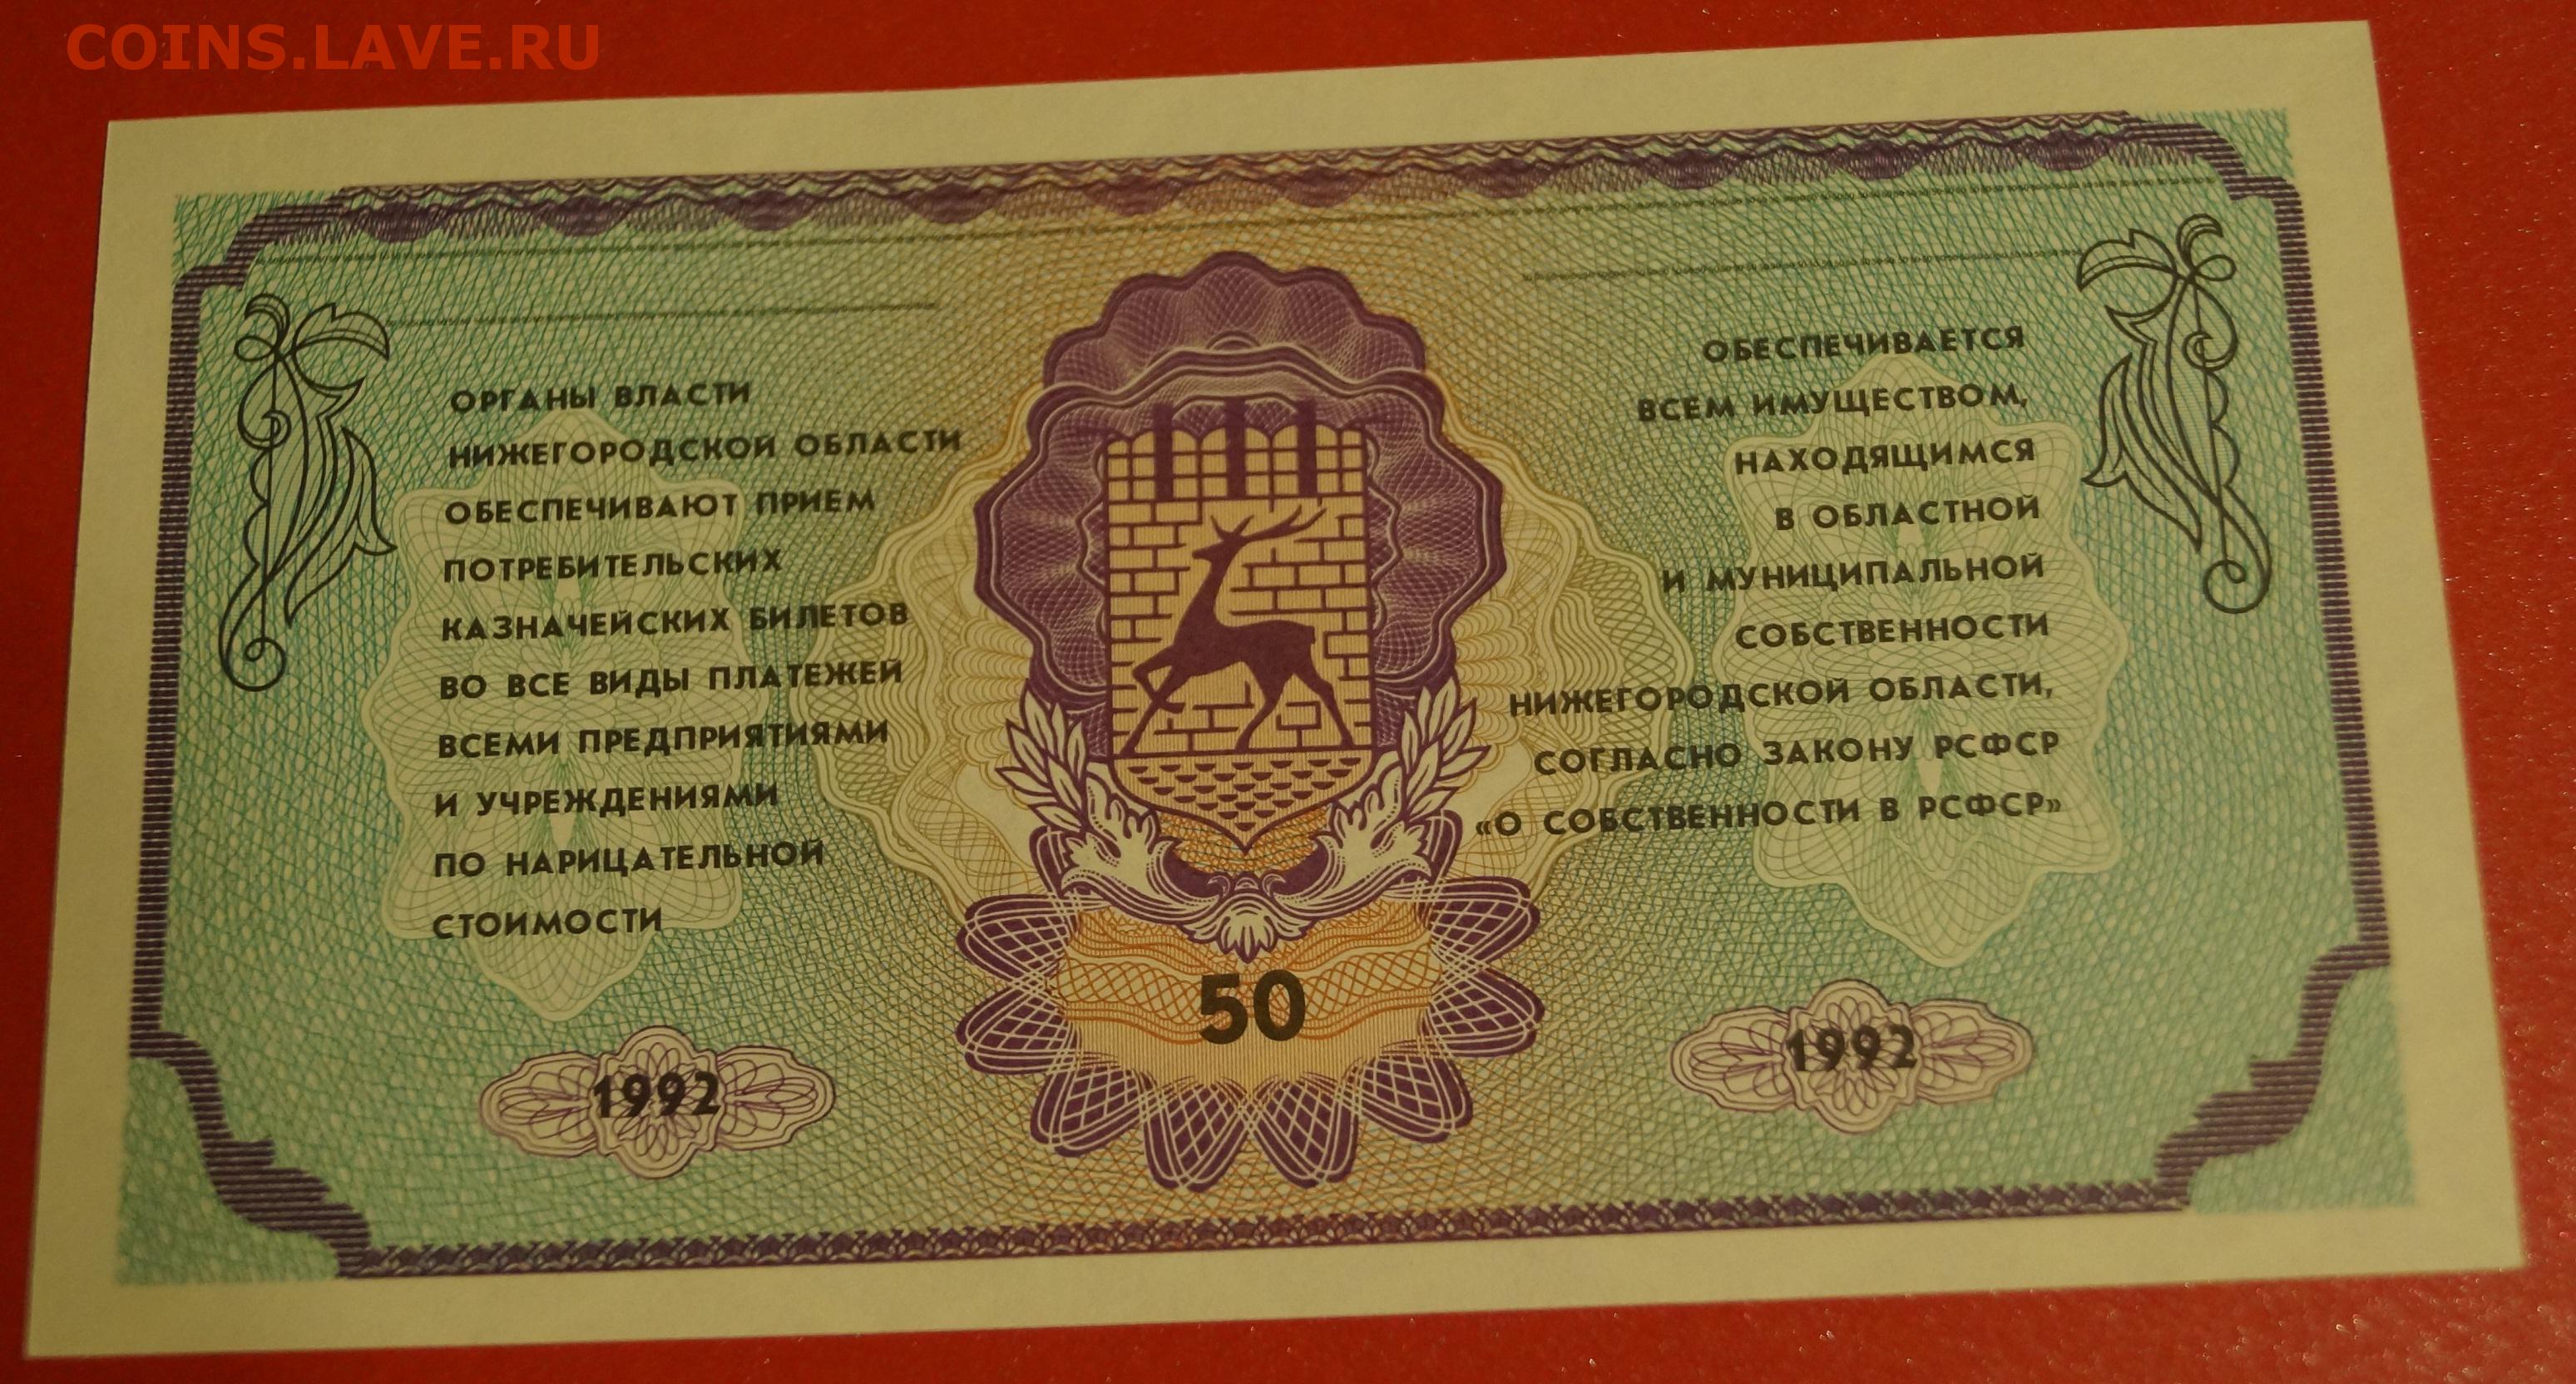 COINS.LAVE.RU
ОРГАНЫ ВЛАСТИ
НИЖЕГОРОДСКОЙ ОБЛАСТИ
ОБЕСПЕЧИВАЮТ ПРИЕМ
ПОТРЕБИТЕЛЬСКИХ
КАЗНАЧЕЙСКИХ БИЛЕТОВ
ВО ВСЕ ВИДЫ ПЛАТЕЖЕЙ
ВСЕМИ ПРЕДПРИЯТИЯМИ
И УЧРЕЖДЕНИЯМИ
ПО НАРИЦАТЕЛЬНОЙ
СТОИМОСТИ
1992
50
ОБЕСПЕЧИВАЕТСЯ
ВСЕМ ИМУЩЕСТВОМ,
НАХОДЯЩИМСЯ
В ОБЛАСТНОЙ
И МУНИЦИПАЛЬНОЙ
СОБСТВЕННОСТИ
НИЖЕГОРОДСКОЙ ОБЛАСТИ,
СОГЛАСНО ЗАКОНУ РСФСР
«О СОБСТВЕННОСТИ В РСФСР»
1992